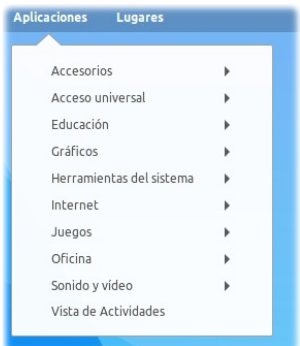 Aplicaciones Lugares
Accesorios
Acceso universal
Educación
Gráficos
Herramientas del sistema
Internet
Juegos
Oficina
Sonido y vídeo
Vista de Actividades